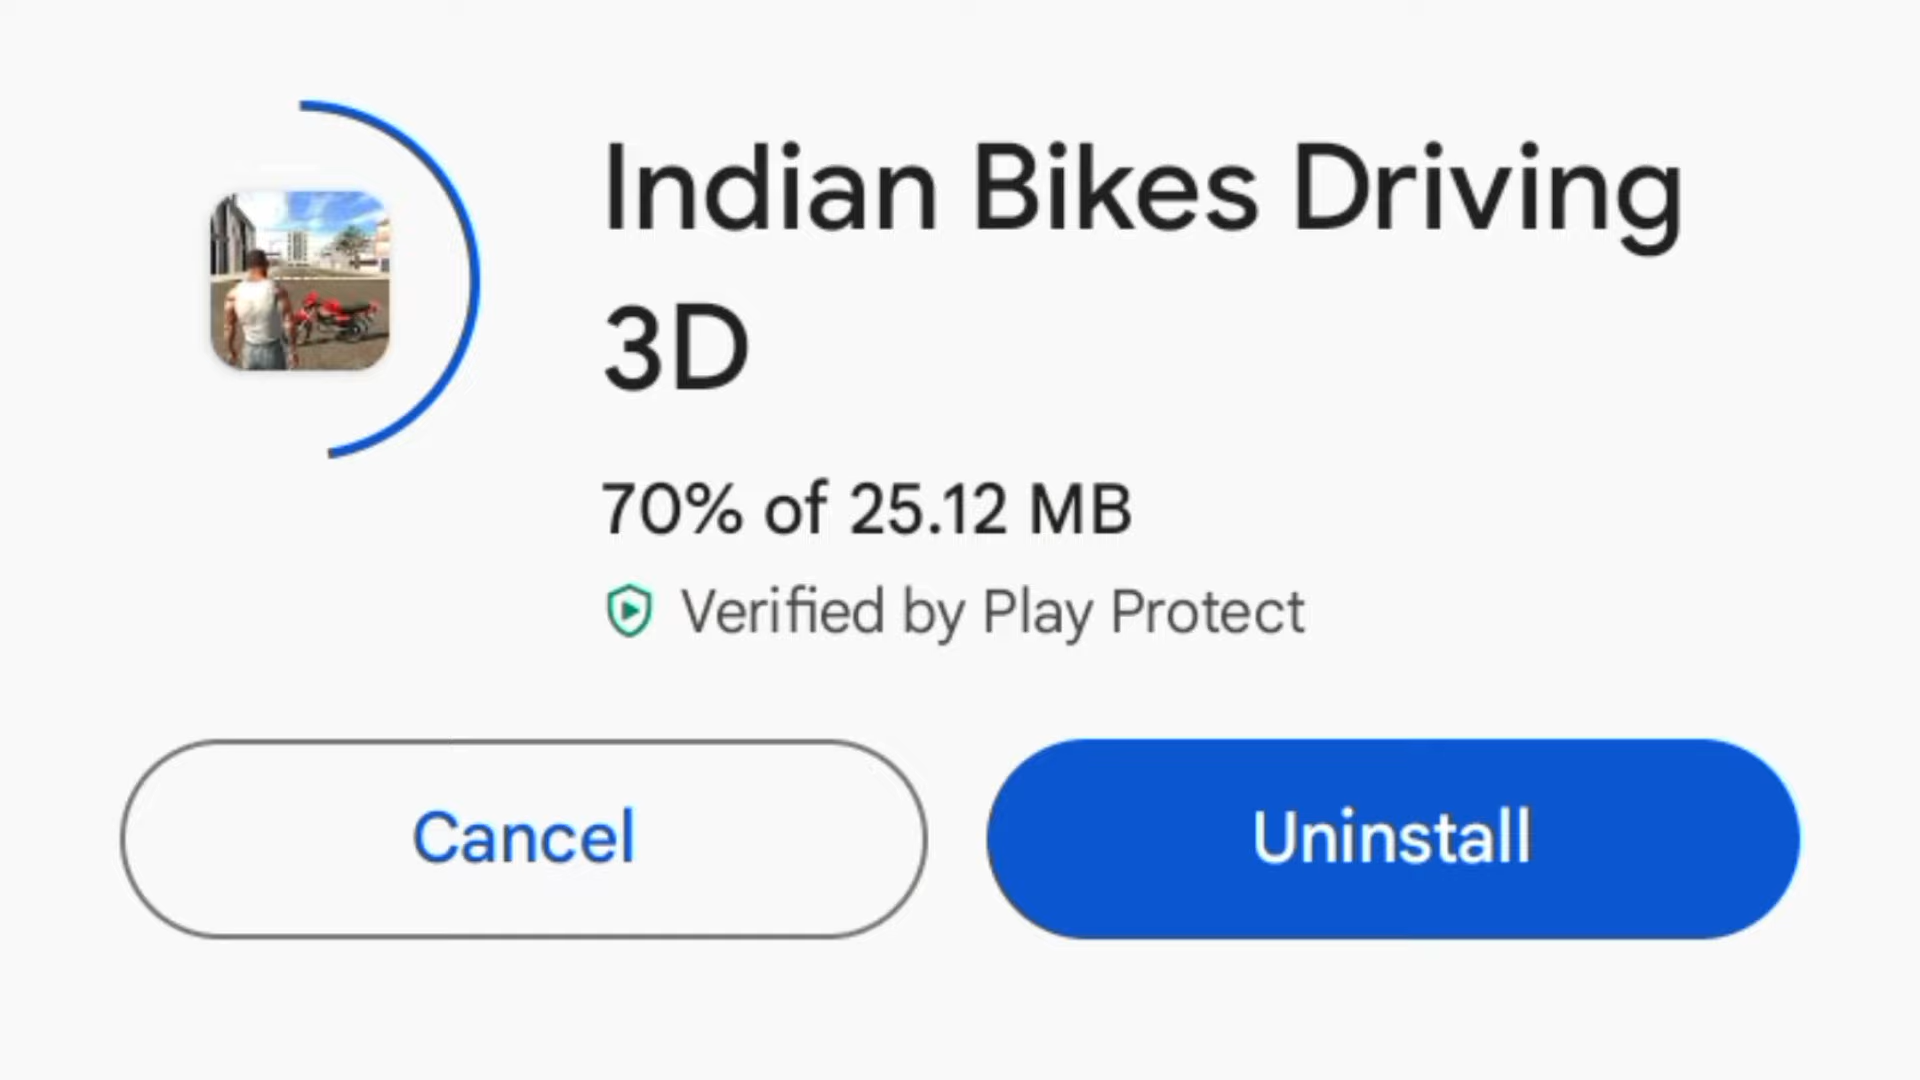 Indian Bikes Driving
3D
70% of 25.12 MB
Verified by Play Protect
Cancel
Uninstall